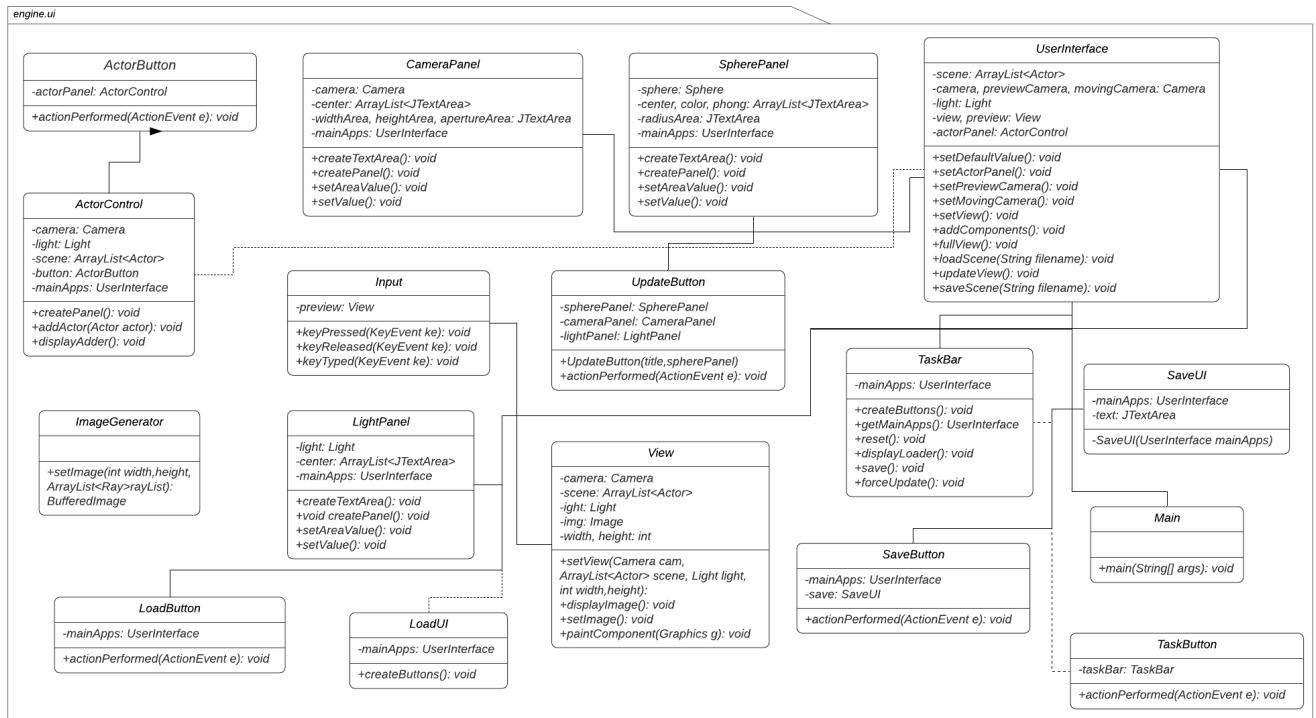 engine.ui
ActorButton
-actorPanel: ActorControl
+actionPerformed(ActionEvent e): void
CameraPanel
-camera: Camera
-center: ArrayList<JTextArea>
-widthArea, heightArea, apertureArea: JTextArea
-mainApps: UserInterface
+createTextArea(): void
+createPanel(): void
+setAreaValue(): void
+setValue(): void
SpherePanel
-sphere: Sphere
-center, color, phong: ArrayList<JTextArea>
-radiusArea: JTextArea
-mainApps: UserInterface
+createTextArea(): void
+createPanel(): void
+setAreaValue(): void
+setValue(): void
UserInterface
-scene: ArrayList<Actor>
-camera, previewCamera, movingCamera: Camera
-light: Light
-view, preview: View
-actorPanel: ActorControl
+setDefaultValue(): void
+setActorPanel(): void
+setPreviewCamera(): void
+setMovingCamera(): void
+setView(): void
+addComponents(): void
+fullView(): void
+loadScene(String filename): void
+updateView(): void
+saveScene(String filename): void
ActorControl
-camera: Camera
-light: Light
-scene: ArrayList<Actor>
-button: ActorButton
-mainApps: UserInterface
+createPanel(): void
+addActor(Actor actor): void
+displayAdder(): void
Input
-preview: View
+keyPressed(KeyEvent ke): void
+keyReleased(KeyEvent ke): void
+keyTyped(KeyEvent ke): void
UpdateButton
-spherePanel: SpherePanel
-cameraPanel: CameraPanel
-lightPanel: LightPanel
+UpdateButton(title,spherePanel)
+actionPerformed(ActionEvent e): void
TaskBar
-mainApps: UserInterface
+createButtons(): void
+getMainApps(): UserInterface
+reset(): void
+displayLoader(): void
+save(): void
+forceUpdate(): void
SaveUI
-mainApps: UserInterface
-text: JTextArea
-SaveUI(UserInterface mainApps)
ImageGenerator
+setImage(int width,height,
ArrayList<Ray>rayList):
BufferedImage
LightPanel
-light: Light
-center: ArrayList<JTextArea>
-mainApps: UserInterface
+createTextArea(): void
+void createPanel(): void
+setAreaValue(): void
+setValue(): void
View
-camera: Camera
-scene: ArrayList<Actor>
-ight: Light
-img: Image
-width, height: int
+setView(Camera cam,
ArrayList<Actor> scene, Light light,
int width,height):
+displayImage(): void
+setImage(): void
+paintComponent(Graphics g): void
Main
+main(String[] args): void
SaveButton
-mainApps: UserInterface
-save: SaveUI
+actionPerformed(ActionEvent e): void
LoadButton
-mainApps: UserInterface
+actionPerformed(ActionEvent e): void
LoadUI
-mainApps: UserInterface
+createButtons(): void
TaskButton
-taskBar: TaskBar
+actionPerformed(ActionEvent e): void